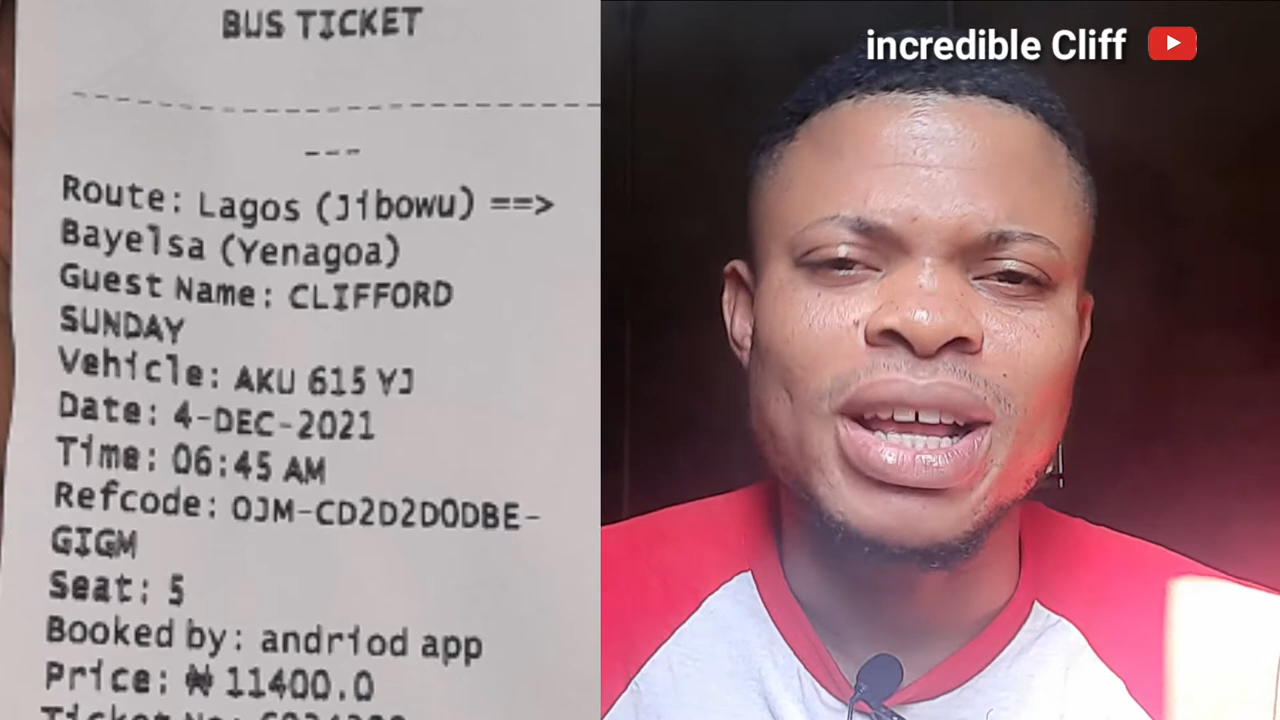 BUS TICKET
---
Route: Lagos (Jibowu) ==>
Bayelsa (Yenagoa)
Guest Name: CLIFFORD
SUNDAY
Vehicle: AKU 615 YJ
Date: 4-DEC-2021
Time: 06:45 AM
Refcode: OJM-CD2D2D0DBE-
GIGM
Seat: 5
Booked by: andriod app
Price: ₦ 11400.0
incredible Cliff